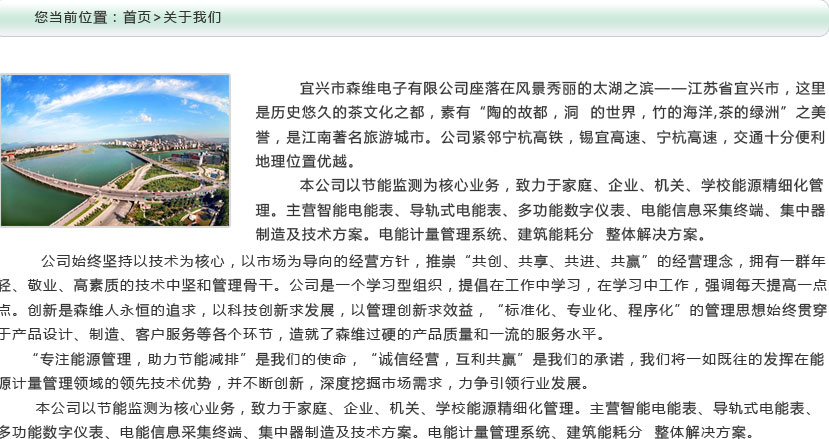 您当前位置：首页>关于我们
宜兴市森维电子有限公司座落在风景秀丽的太湖之滨——江苏省宜兴市，这里
是历史悠久的茶文化之都，素有“陶的故都，洞 的世界，竹的海洋,茶的绿洲”之美
誉，是江南著名旅游城市。公司紧邻宁杭高铁，锡宜高速、宁杭高速，交通十分便利
地理位置优越。
本公司以节能监测为核心业务，致力于家庭、企业、机关、学校能源精细化管
理。主营智能电能表、导轨式电能表、多功能数字仪表、电能信息采集终端、集中器
制造及技术方案。电能计量管理系统、建筑能耗分 整体解决方案。
公司始终坚持以技术为核心，以市场为导向的经营方针，推崇“共创、共享、共进、共赢”的经营理念，拥有一群年
轻、敬业、高素质的技术中坚和管理骨干。公司是一个学习型组织，提倡在工作中学习，在学习中工作，强调每天提高一点
点。创新是森维人永恒的追求，以科技创新求发展，以管理创新求效益，“标准化、专业化、程序化”的管理思想始终贯穿
于产品设计、制造、客户服务等各个环节，造就了森维过硬的产品质量和一流的服务水平。
“专注能源管理，助力节能减排”是我们的使命，“诚信经营，互利共赢”是我们的承诺，我们将一如既往的发挥在能
源计量管理领域的领先技术优势，并不断创新，深度挖掘市场需求，力争引领行业发展。
本公司以节能监测为核心业务，致力于家庭、企业、机关、学校能源精细化管理。主营智能电能表、导轨式电能表、
多功能数字仪表、电能信息采集终端、集中器制造及技术方案。电能计量管理系统、建筑能耗分 整体解决方案。